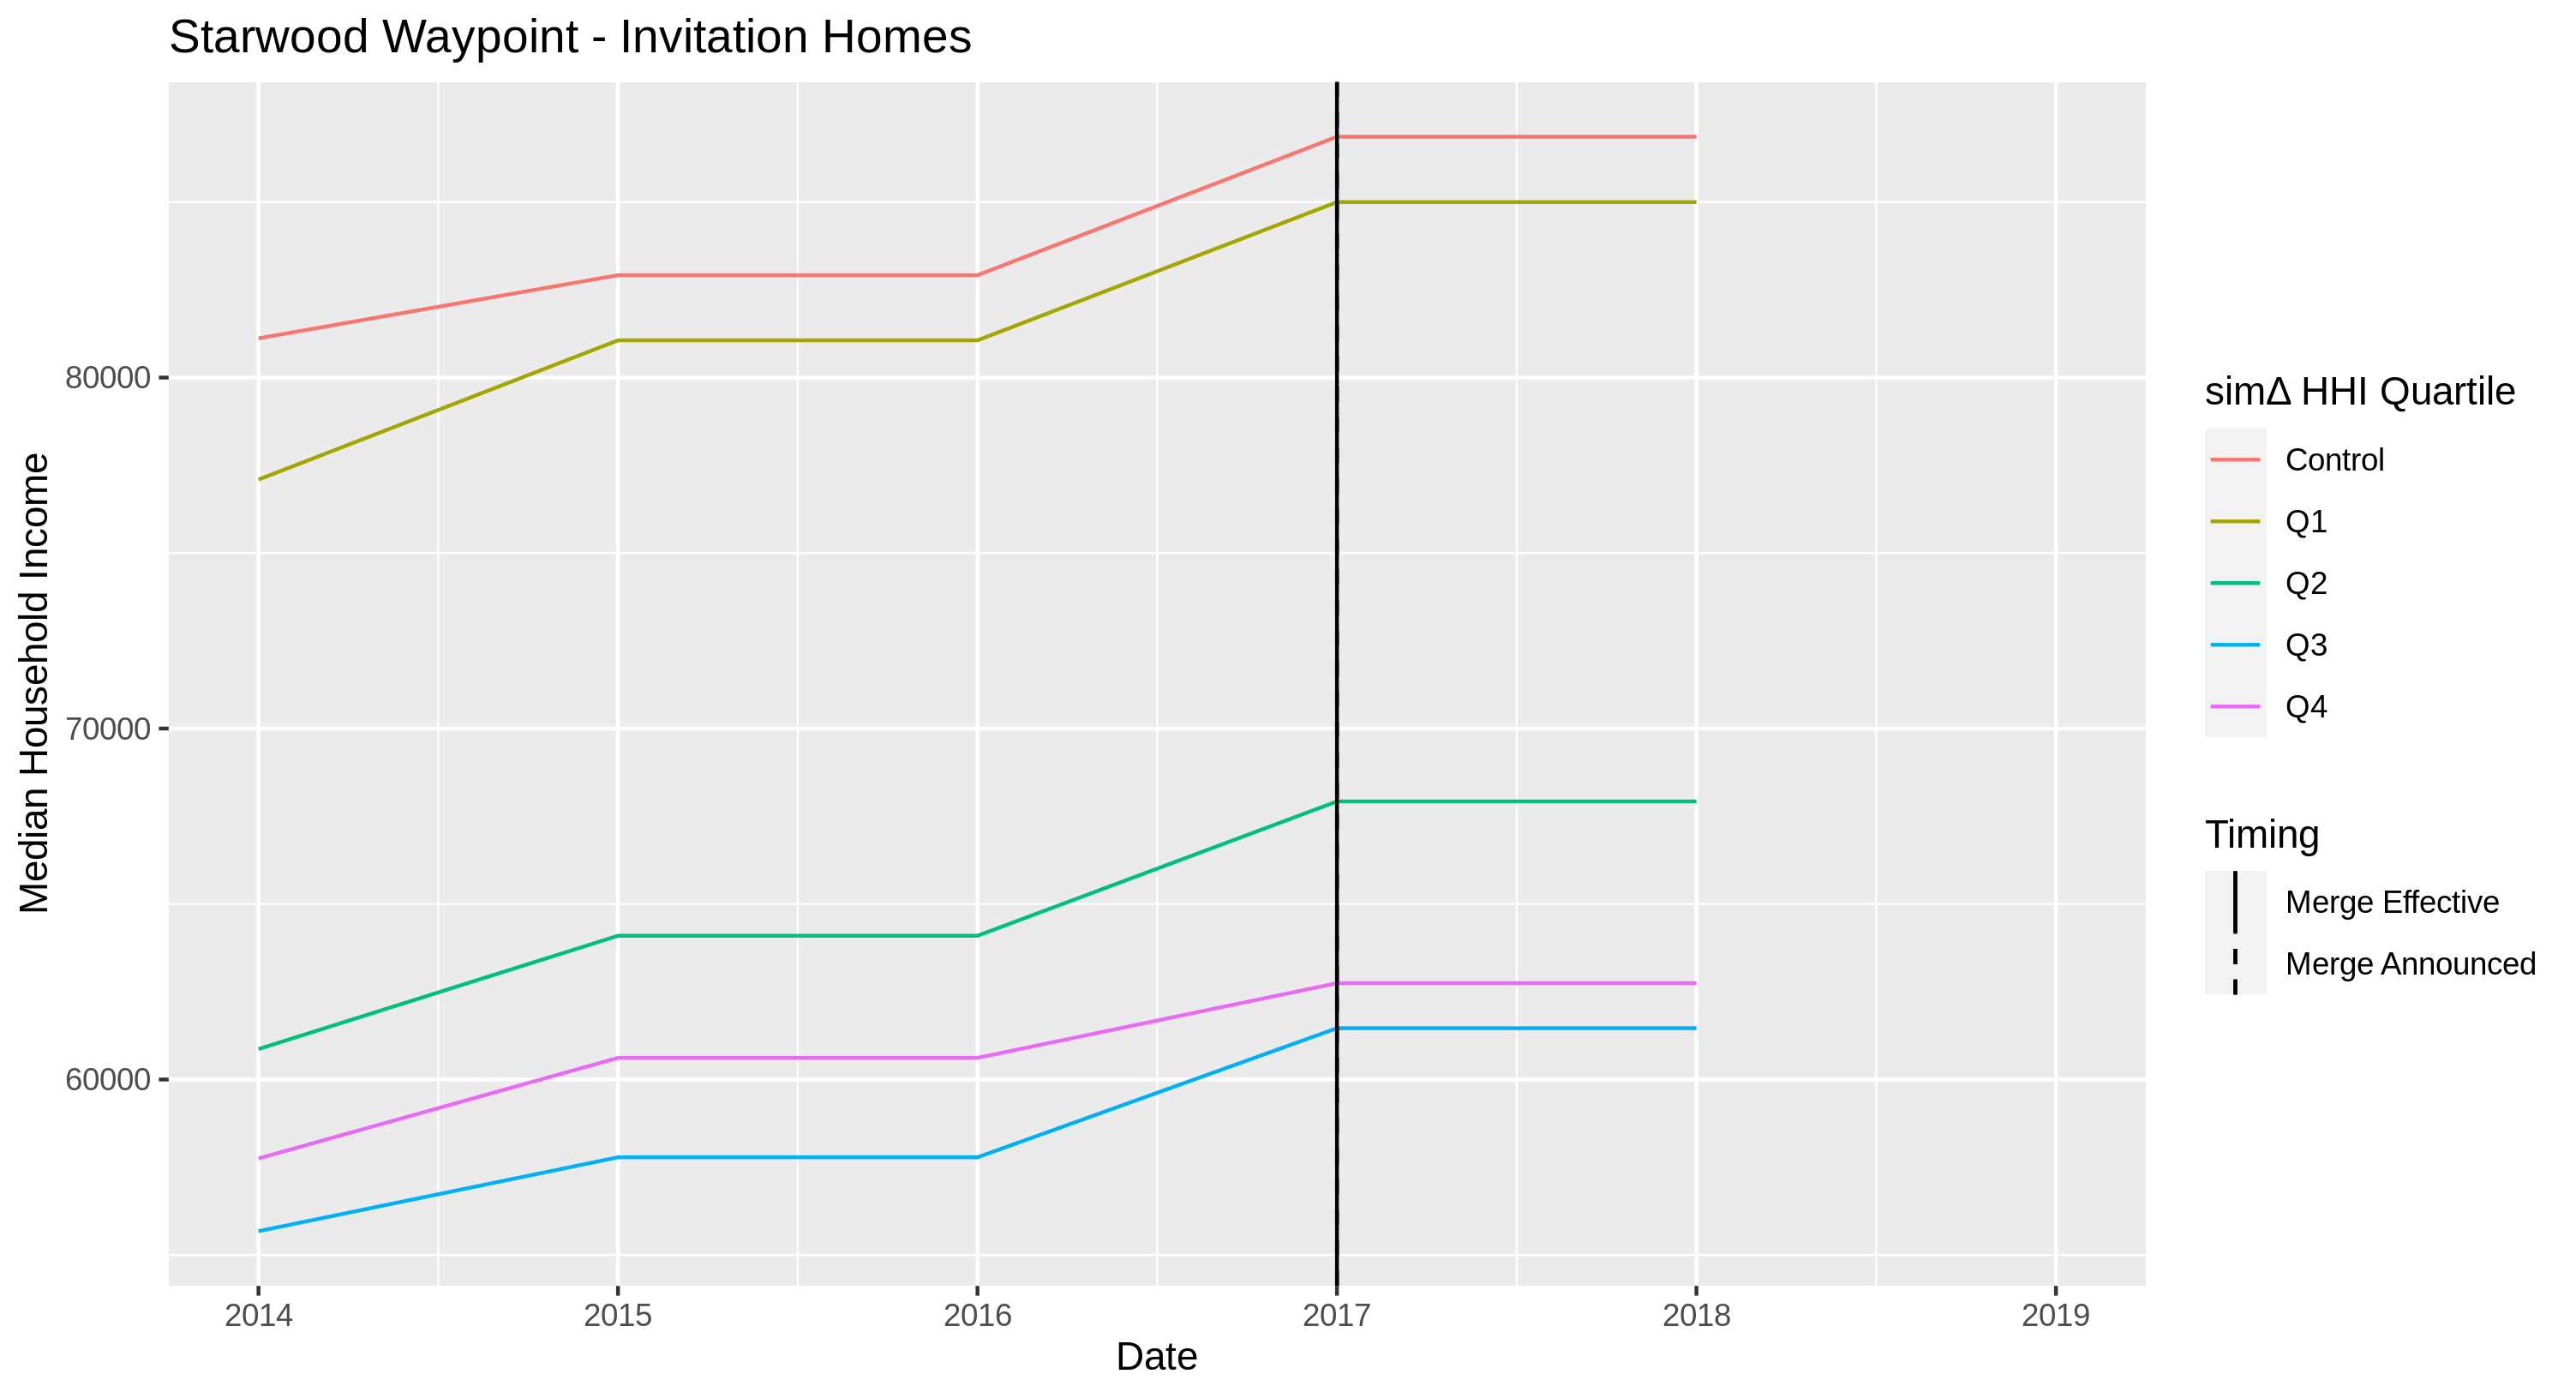 Starwood Waypoint - Invitation Homes
Median Household Income
80000
70000
60000
2014
2015
2016
2017
2018
2019
Date
simΔ HHI Quartile
Control
Q1
Q2
Q3
Q4
Timing
Merge Effective
Merge Announced